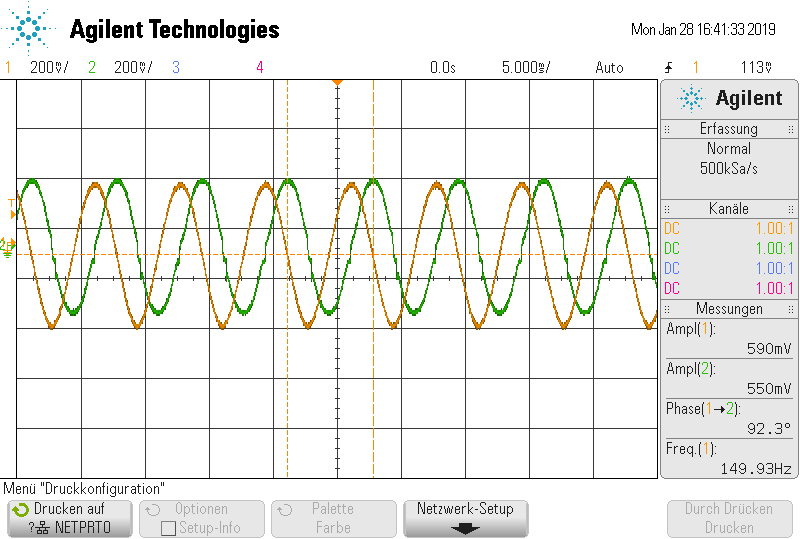 Agilent Technologies
Mon Jan 28 16:41:33 2019
1 200mV/ 2 200mV/ 3 4 0.0s 5.000ms/ Auto 1 113mV
Agilent
Erfassung
Normal
500kSa/s
Kanäle
DC 1.00:1
DC 1.00:1
DC 1.00:1
DC 1.00:1
Messungen
Ampl(1):
590mV
Ampl(2):
550mV
Phase(1→2):
92.3°
Freq.(1):
149.93Hz
T
Menü "Druckkonfiguration"
Drucken auf
?品 NETPRT0
Optionen
Setup-Info
Palette
Farbe
Netzwerk-Setup
Durch Drücken
Drucken